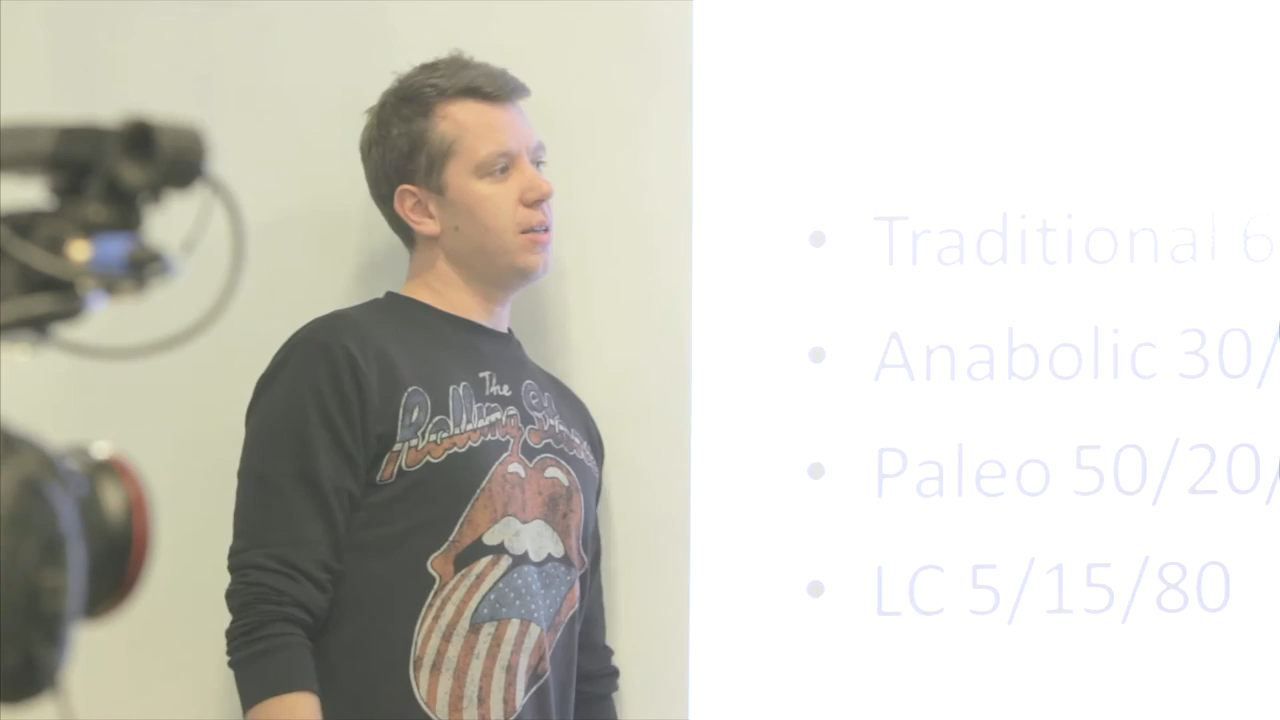 The
Rolling Stones
• Traditional 6
• Anabolic 30/
• Paleo 50/20/
• LC 5/15/80